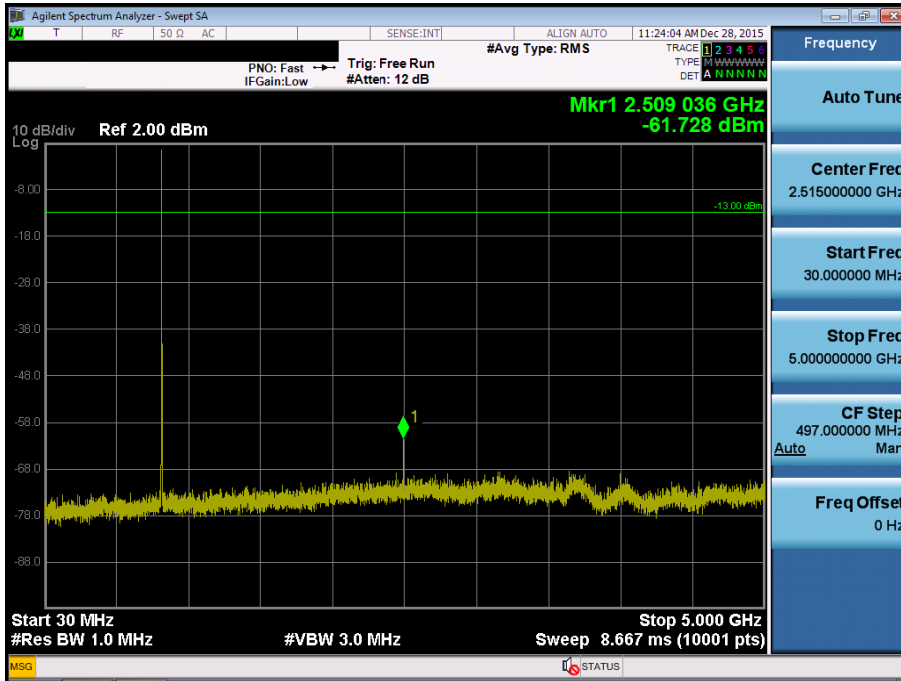 Agilent Spectrum Analyzer - Swept SA
LXI T RF 50 Ω AC SENSE:INT ALIGN AUTO 11:24:04 AM Dec 28, 2015
PNO: Fast
IFGain:Low
Trig: Free Run
#Atten: 12 dB
#Avg Type: RMS
TRACE 1 2 3 4 5 6
TYPE M WWWWW
DET A N N N N N
Mkr1 2.509 036 GHz
-61.728 dBm
10 dB/div Ref 2.00 dBm
Log
-8.00
-13.00 dBm
-18.0
-28.0
-38.0
-48.0
-58.0
1
-68.0
-78.0
-88.0
Start 30 MHz Stop 5.000 GHz
#Res BW 1.0 MHz #VBW 3.0 MHz Sweep 8.667 ms (10001 pts)
MSG STATUS
Frequency
Auto Tune
Center Freq
2.515000000 GHz
Start Freq
30.000000 MHz
Stop Freq
5.000000000 GHz
CF Step
497.000000 MHz
Auto Man
Freq Offset
0 Hz